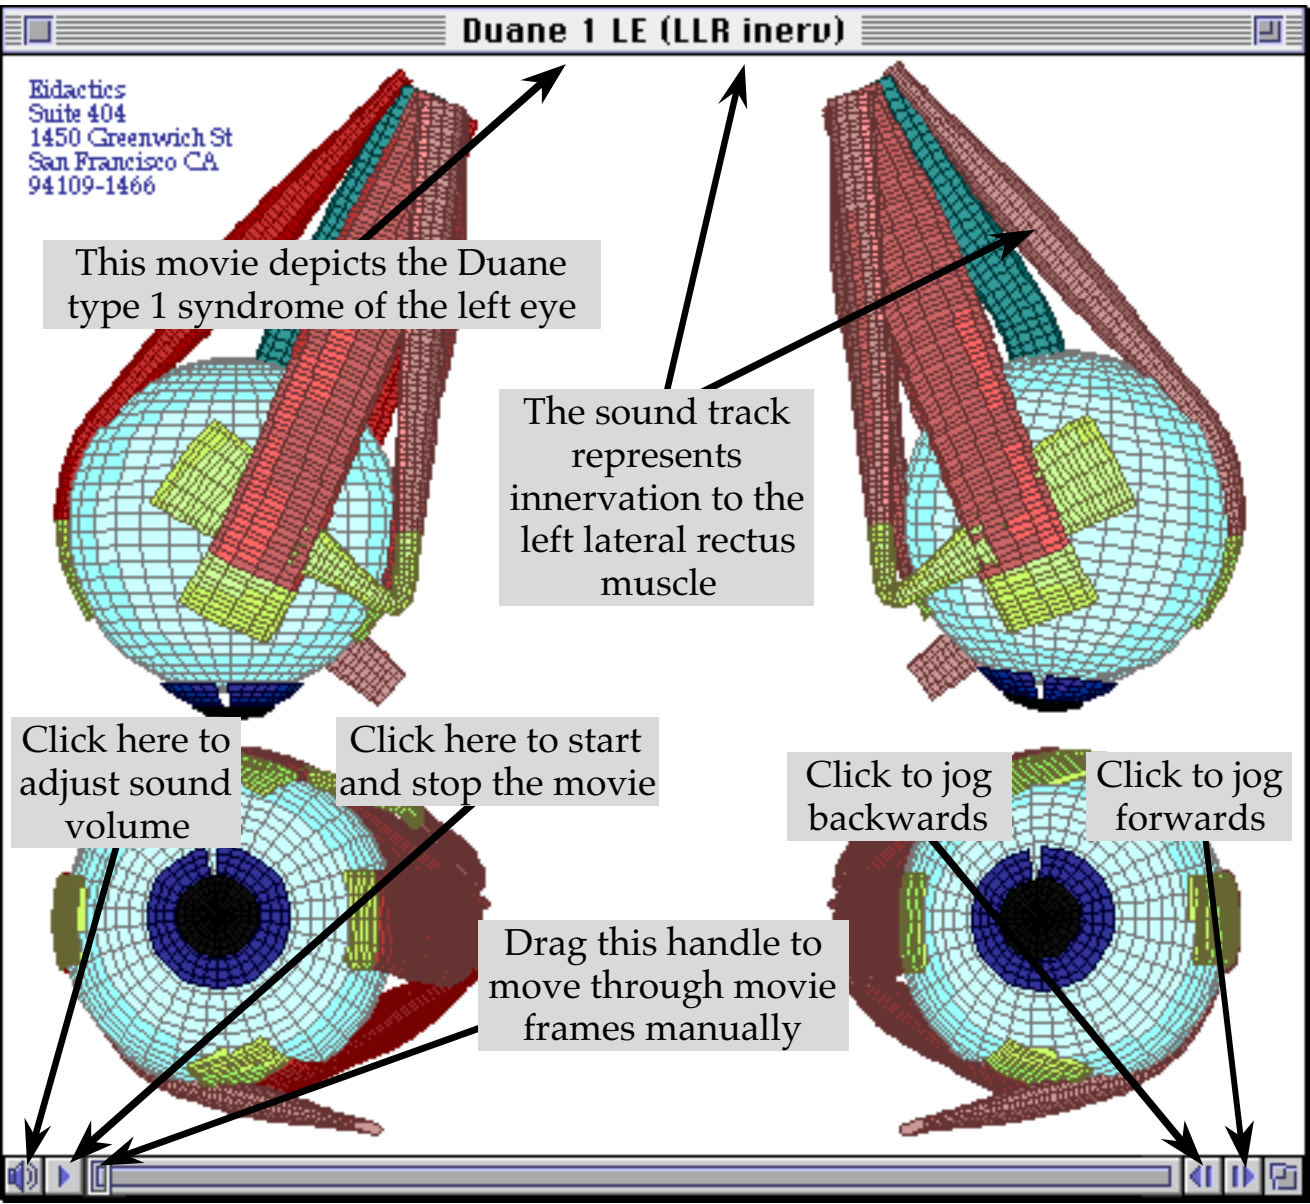 Duane 1 LE (LLR inerv)
Eidactics
Suite 404
1450 Greenwich St
San Francisco CA
94109-1466
This movie depicts the Duane
type 1 syndrome of the left eye
The sound track
represents
innervation to the
left lateral rectus
muscle
Click here to
adjust sound
volume
Click here to start
and stop the movie
Click to jog
backwards
Click to jog
forwards
Drag this handle to
move through movie
frames manually